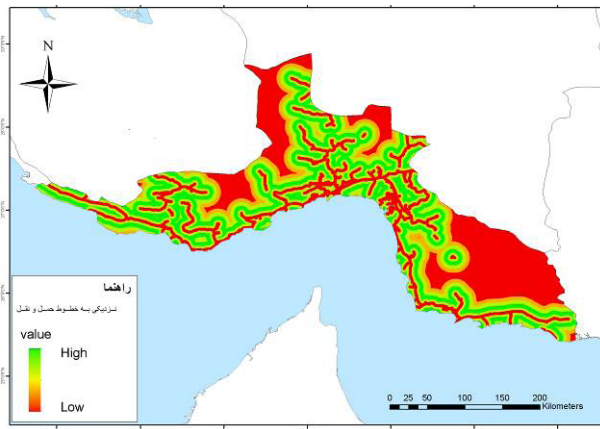 N
راهنما
نزدیکی به خطوط حمل و نقل
value
High
Low
0 25 50 100 150 200
Kilometers